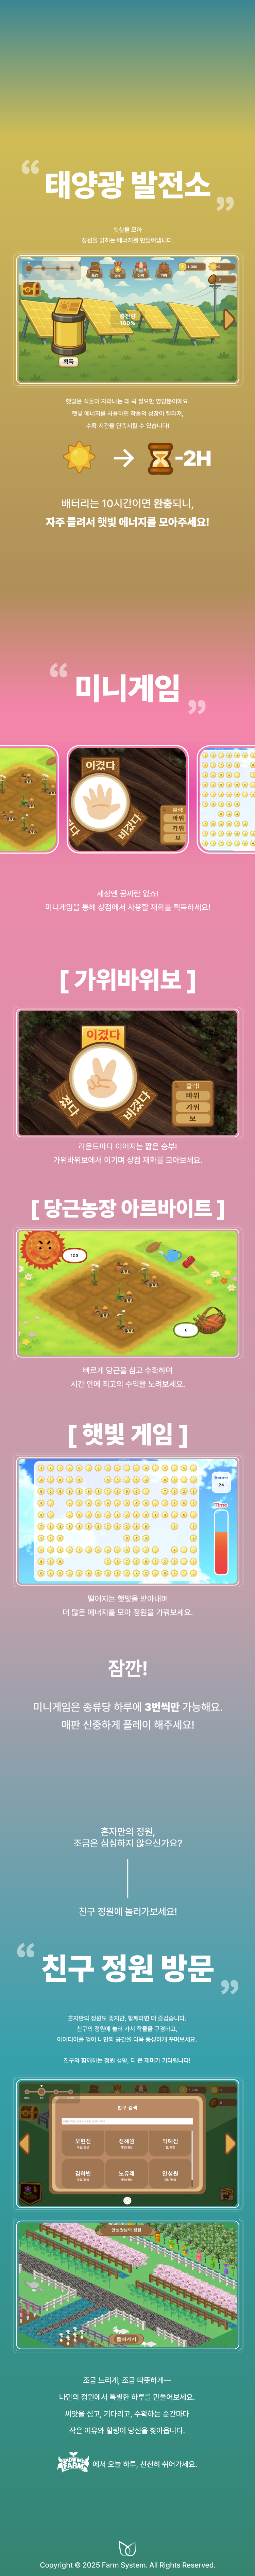 “ 태양광 발전소 ”
햇살을 모아
정원을 밝히는 에너지를 만들어냅니다.
충전율
100%
획득
햇빛은 식물이 자라나는 데 꼭 필요한 영양분이에요.
햇빛 에너지를 사용하면 작물의 성장이 빨라져,
수확 시간을 단축시킬 수 있습니다!
→ -2H
배터리는 10시간이면 완충되니,
자주 들려서 햇빛 에너지를 모아주세요!
“ 미니게임 ”
이겼다
비겼다
골라!
바위
가위
보
세상엔 공짜란 없죠!
미니게임을 통해 상점에서 사용할 재화를 획득하세요!
[ 가위바위보 ]
이겼다
졌다
비겼다
골라!
바위
가위
보
라운드마다 이어지는 짧은 승부!
가위바위보에서 이기며 상점 재화를 모아보세요.
[ 당근농장 아르바이트 ]
103
6
빠르게 당근을 심고 수확하며
시간 안에 최고의 수익을 노려보세요.
[ 햇빛 게임 ]
Score
24
Time
떨어지는 햇빛을 받아내며
더 많은 에너지를 모아 정원을 가꿔보세요.
잠깐!
미니게임은 종류당 하루에 3번씩만 가능해요.
매판 신중하게 플레이 해주세요!
혼자만의 정원,
조금은 심심하지 않으신가요?
친구 정원에 놀러가보세요!
“ 친구 정원 방문 ”
혼자만의 정원도 좋지만, 함께라면 더 즐겁습니다.
친구의 정원에 놀러 가서 작물을 구경하고,
아이디어를 얻어 나만의 공간을 더욱 풍성하게 꾸며보세요.
친구와 함께하는 정원 생활, 더 큰 재미가 기다립니다!
친구 검색
오현진 전혜원 박예진
김하빈 노유래 안성원
안성원님의 정원
돌아가기
조금 느리게, 조금 따뜻하게—
나만의 정원에서 특별한 하루를 만들어보세요.
씨앗을 심고, 기다리고, 수확하는 순간마다
작은 여유와 힐링이 당신을 찾아옵니다.
에서 오늘 하루, 천천히 쉬어가세요.
Copyright © 2025 Farm System. All Rights Reserved.